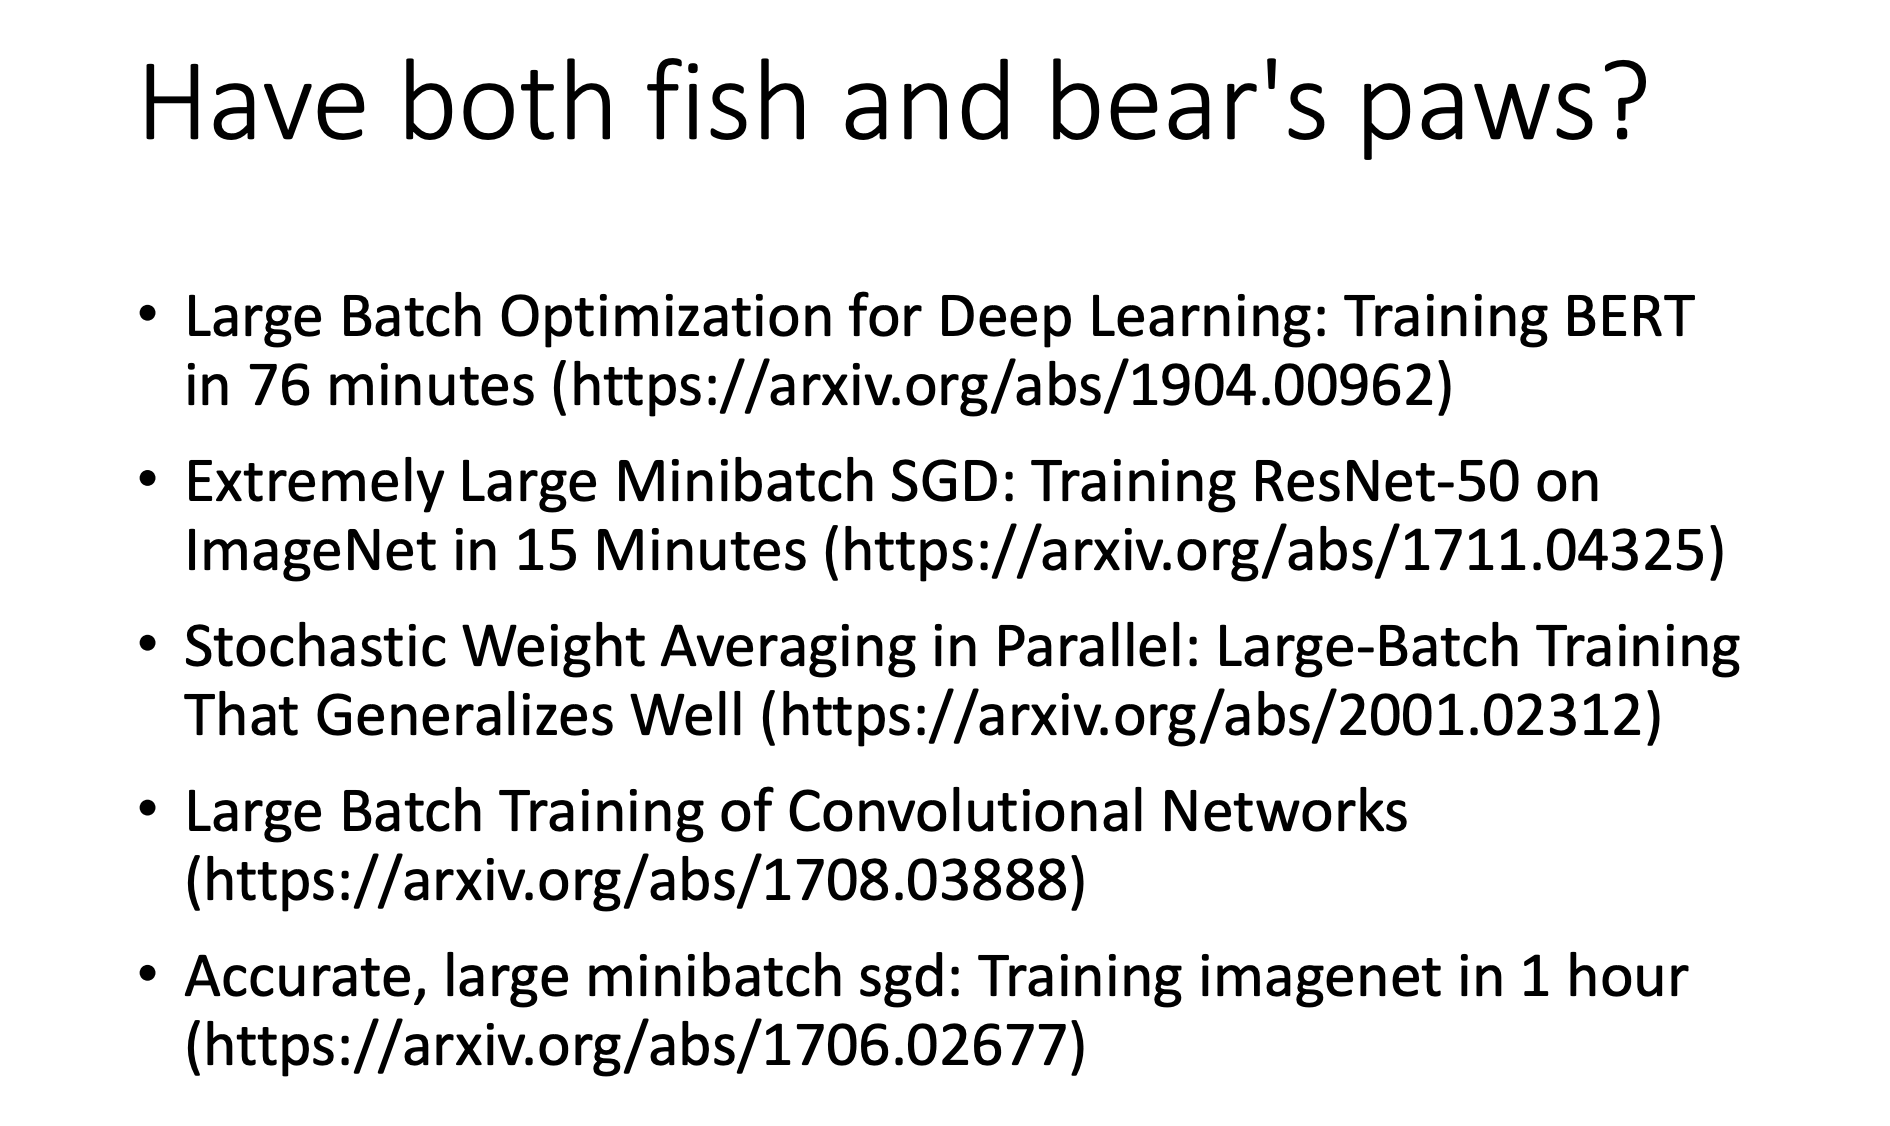 Have both fish and bear's paws?
• Large Batch Optimization for Deep Learning: Training BERT
in 76 minutes (https://arxiv.org/abs/1904.00962)
• Extremely Large Minibatch SGD: Training ResNet-50 on
ImageNet in 15 Minutes (https://arxiv.org/abs/1711.04325)
• Stochastic Weight Averaging in Parallel: Large-Batch Training
That Generalizes Well (https://arxiv.org/abs/2001.02312)
• Large Batch Training of Convolutional Networks
(https://arxiv.org/abs/1708.03888)
• Accurate, large minibatch sgd: Training imagenet in 1 hour
(https://arxiv.org/abs/1706.02677)